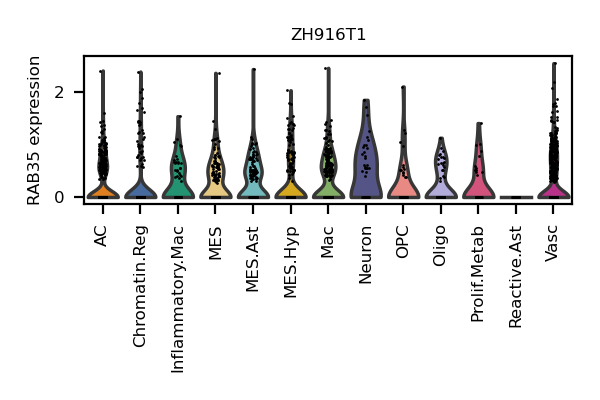 ZH916T1
RAB35 expression
2
0
AC
Chromatin.Reg
Inflammatory.Mac
MES
MES.Ast
MES.Hyp
Mac
Neuron
OPC
Oligo
Prolif.Metab
Reactive.Ast
Vasc